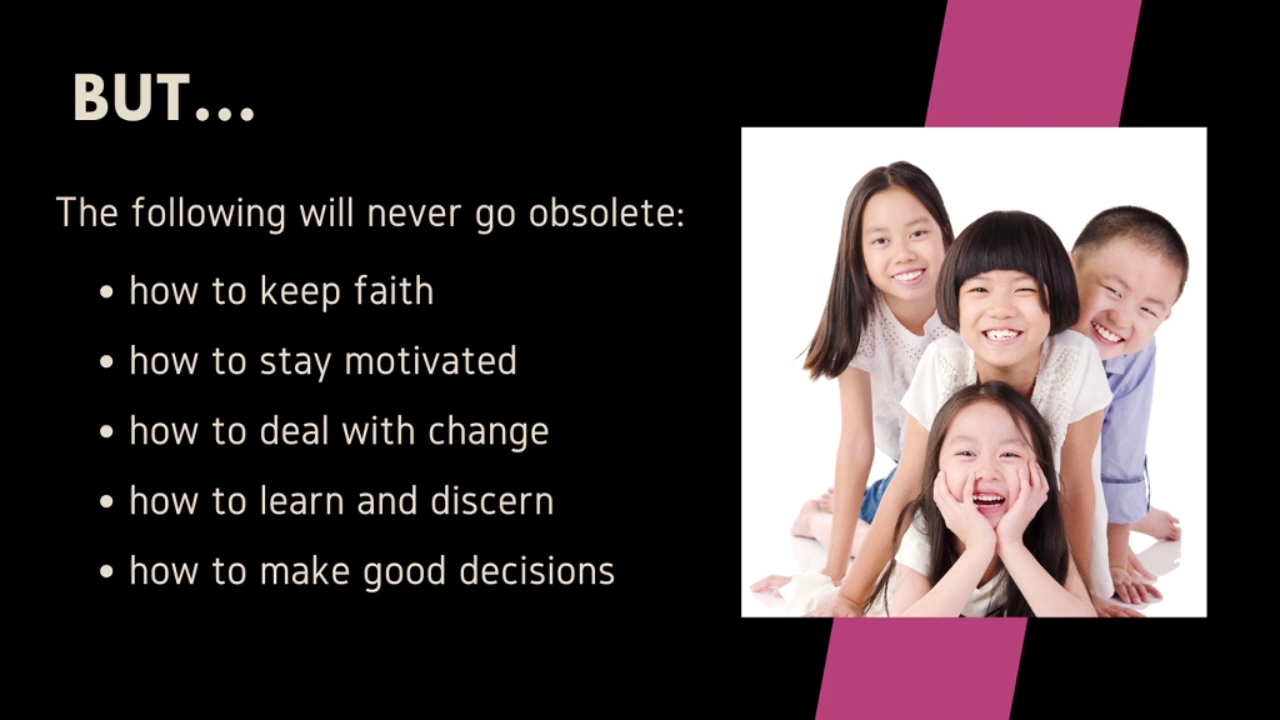 BUT...
The following will never go obsolete:
• how to keep faith
• how to stay motivated
• how to deal with change
• how to learn and discern
• how to make good decisions